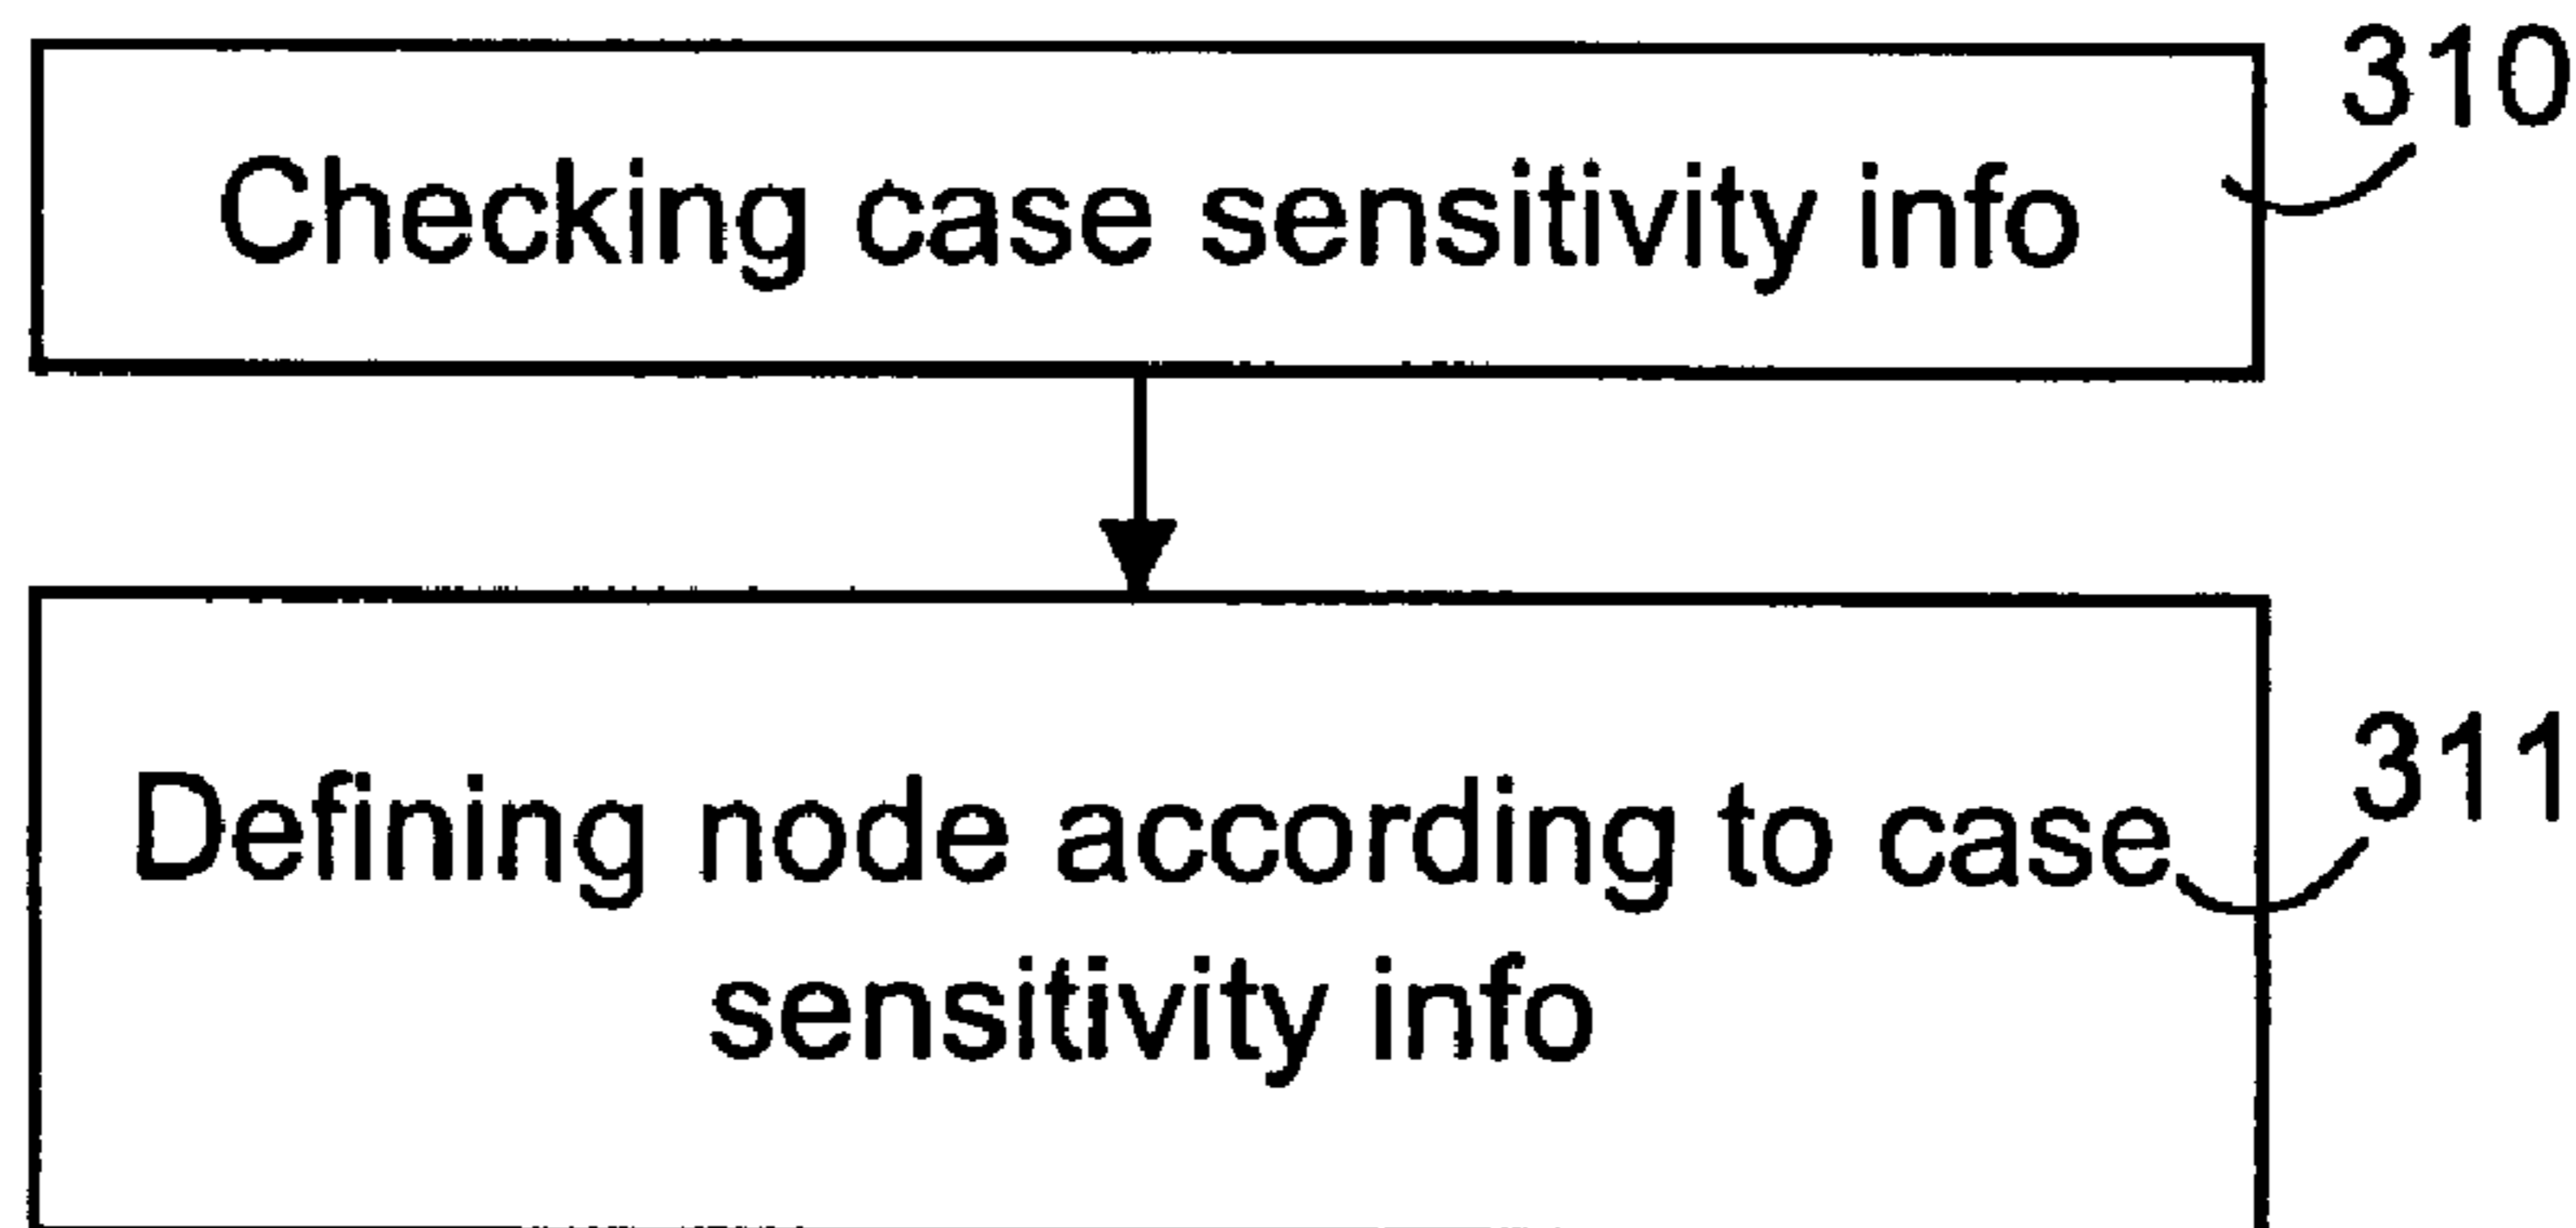 310
Checking case sensitivity info
311
Defining node according to case
sensitivity info